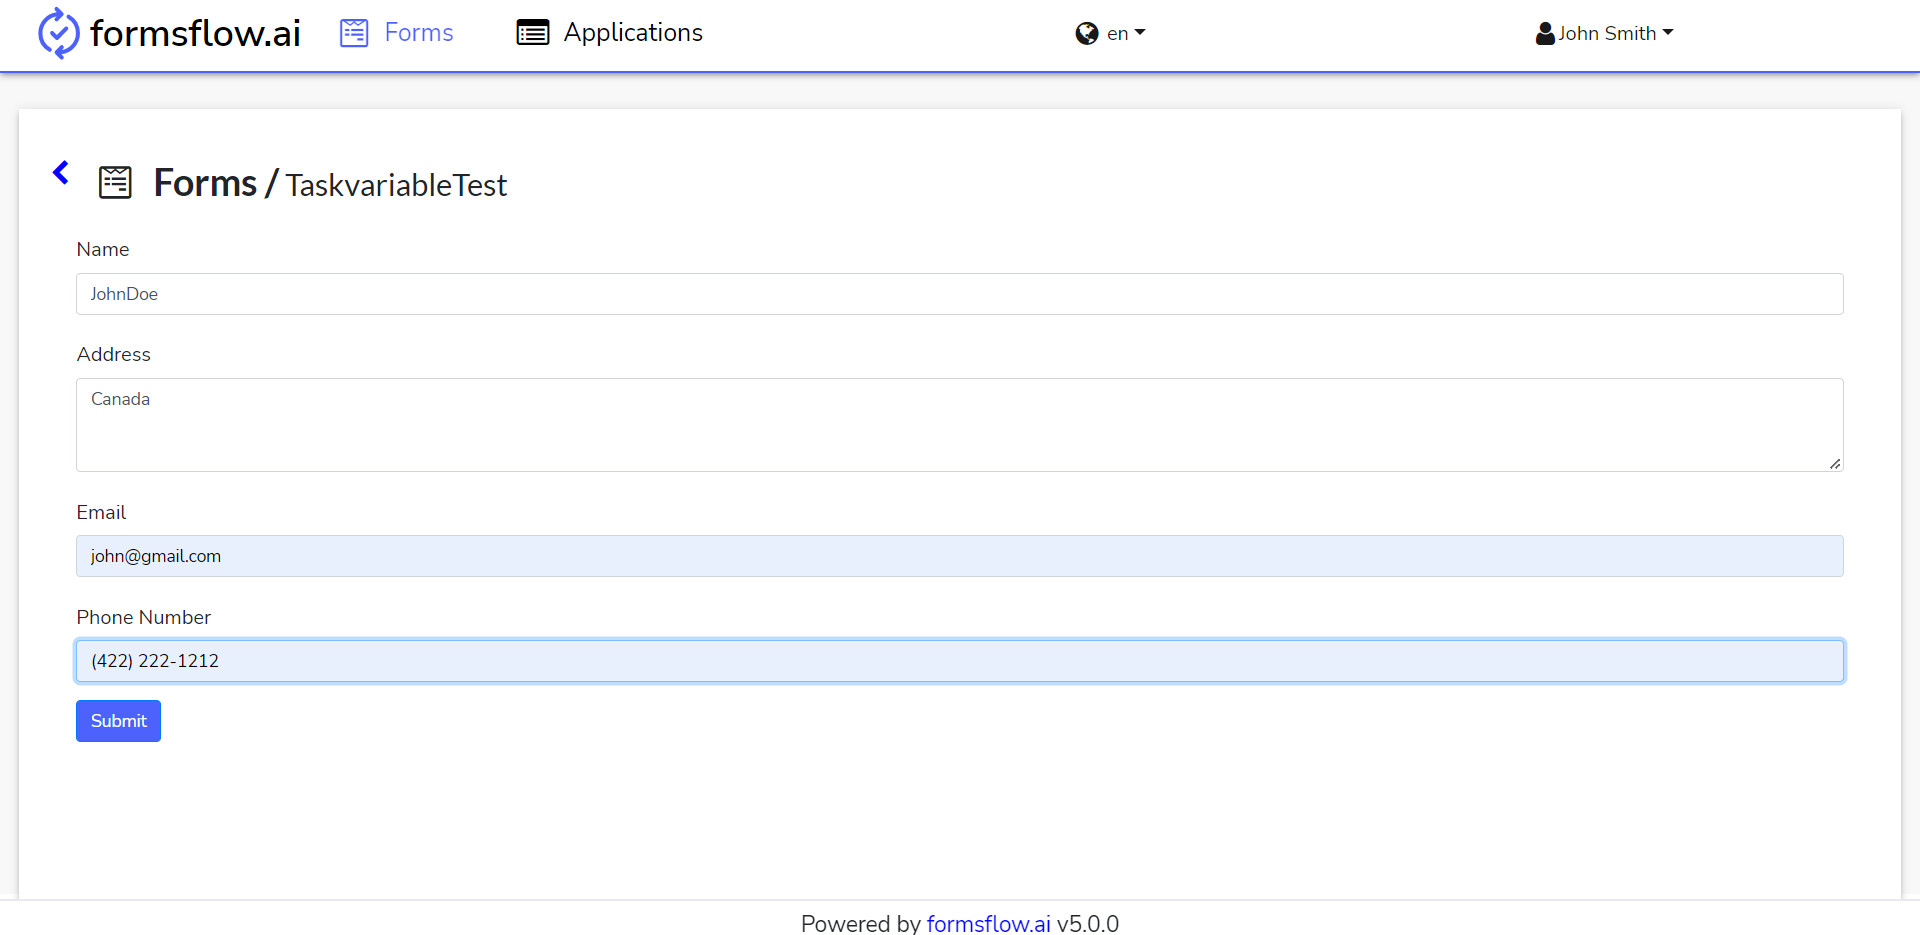 formsflow.ai Forms Applications en John Smith
Forms / TaskvariableTest
Name
JohnDoe
Address
Canada
Email
john@gmail.com
Phone Number
(422) 222-1212
Submit
Powered by formsflow.ai v5.0.0